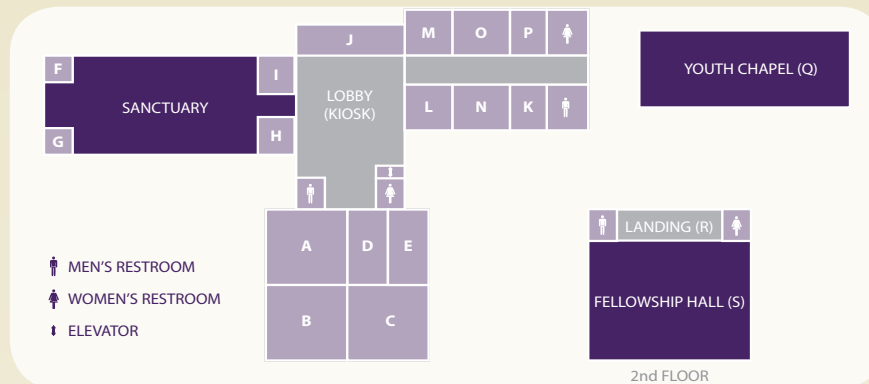 J
M O P
F
I
SANCTUARY
G
H
LOBBY
(KIOSK)
L N K
YOUTH CHAPEL (Q)
A D E
B C
LANDING (R)
FELLOWSHIP HALL (S)
2nd FLOOR
MEN'S RESTROOM
WOMEN'S RESTROOM
ELEVATOR